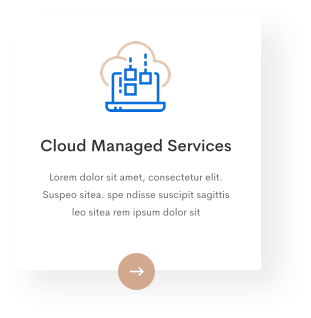 Cloud Managed Services
Lorem dolor sit amet, consectetur elit.
Suspeo sitea. spe ndisse suscipit sagittis
leo sitea rem ipsum dolor sit